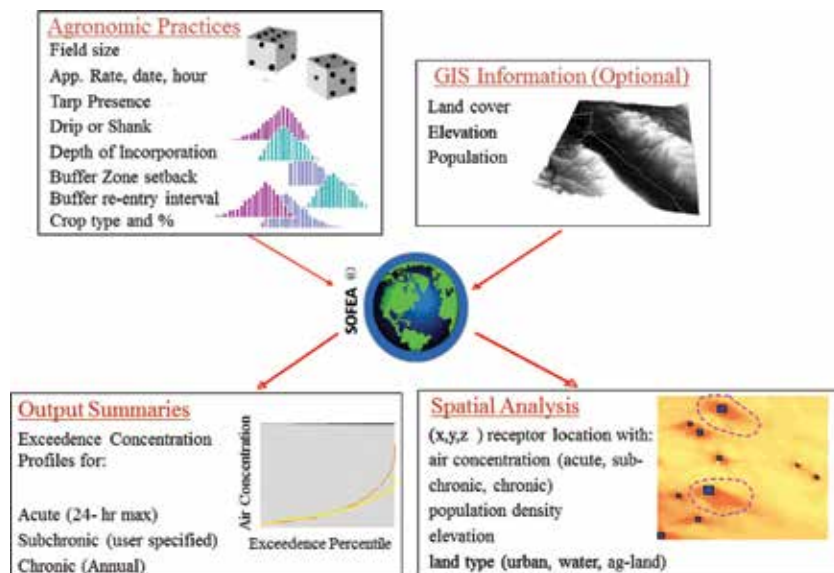 Agronomic Practices
Field size
App. Rate, date, hour
Tarp Presence
Drip or Shank
Depth of Incorporation
Buffer Zone setback
Buffer re-entry interval
Crop type and %
GIS Information (Optional)
Land cover
Elevation
Population
SOFEA ©
Output Summaries
Exceedence Concentration
Profiles for:
Acute (24- hr max)
Subchronic (user specified)
Chronic (Annual)
Air Concentration
Exceedence Percentile
Spatial Analysis
(x,y,z ) receptor location with:
air concentration (acute, sub-
chronic, chronic)
population density
elevation
land type (urban, water, ag-land)